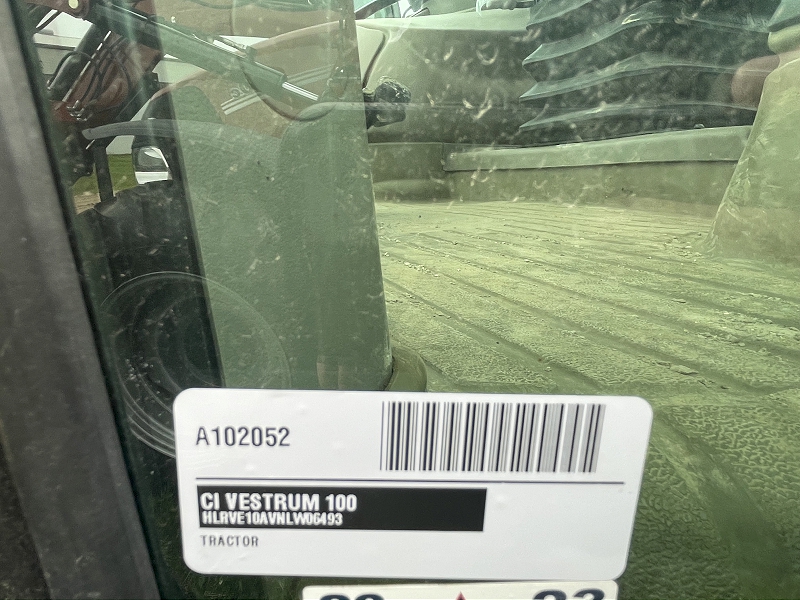 A102052
CI VESTRUM 100
HLRVE10AVNLW06493
TRACTOR